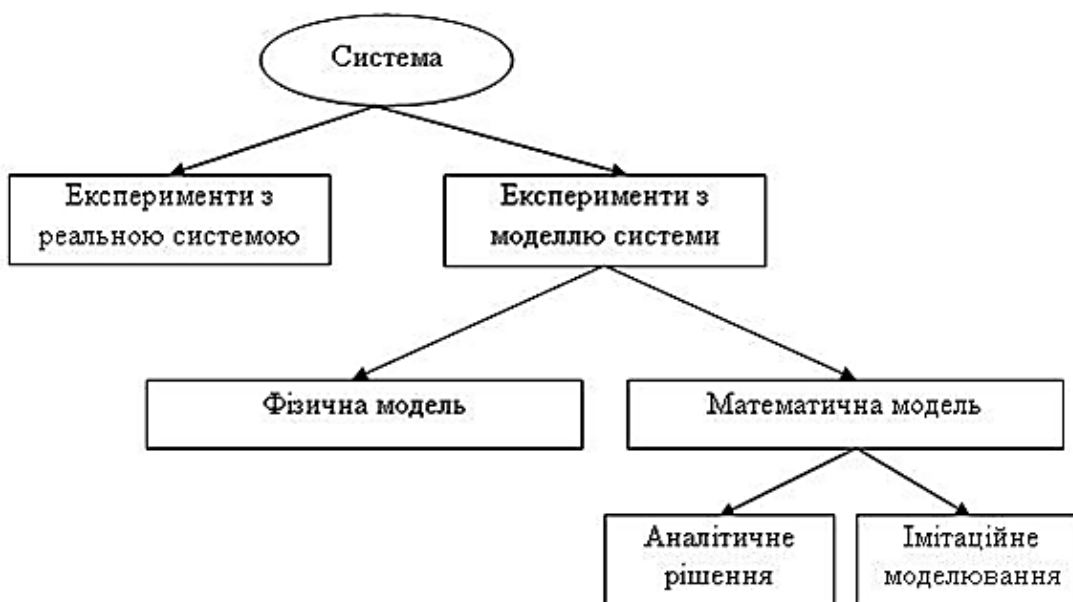 Система
Експерименти з
реальною системою
Експерименти з
моделлю системи
Фізична модель
Математична модель
Аналітичне
рішення
Імітаційне
моделювання